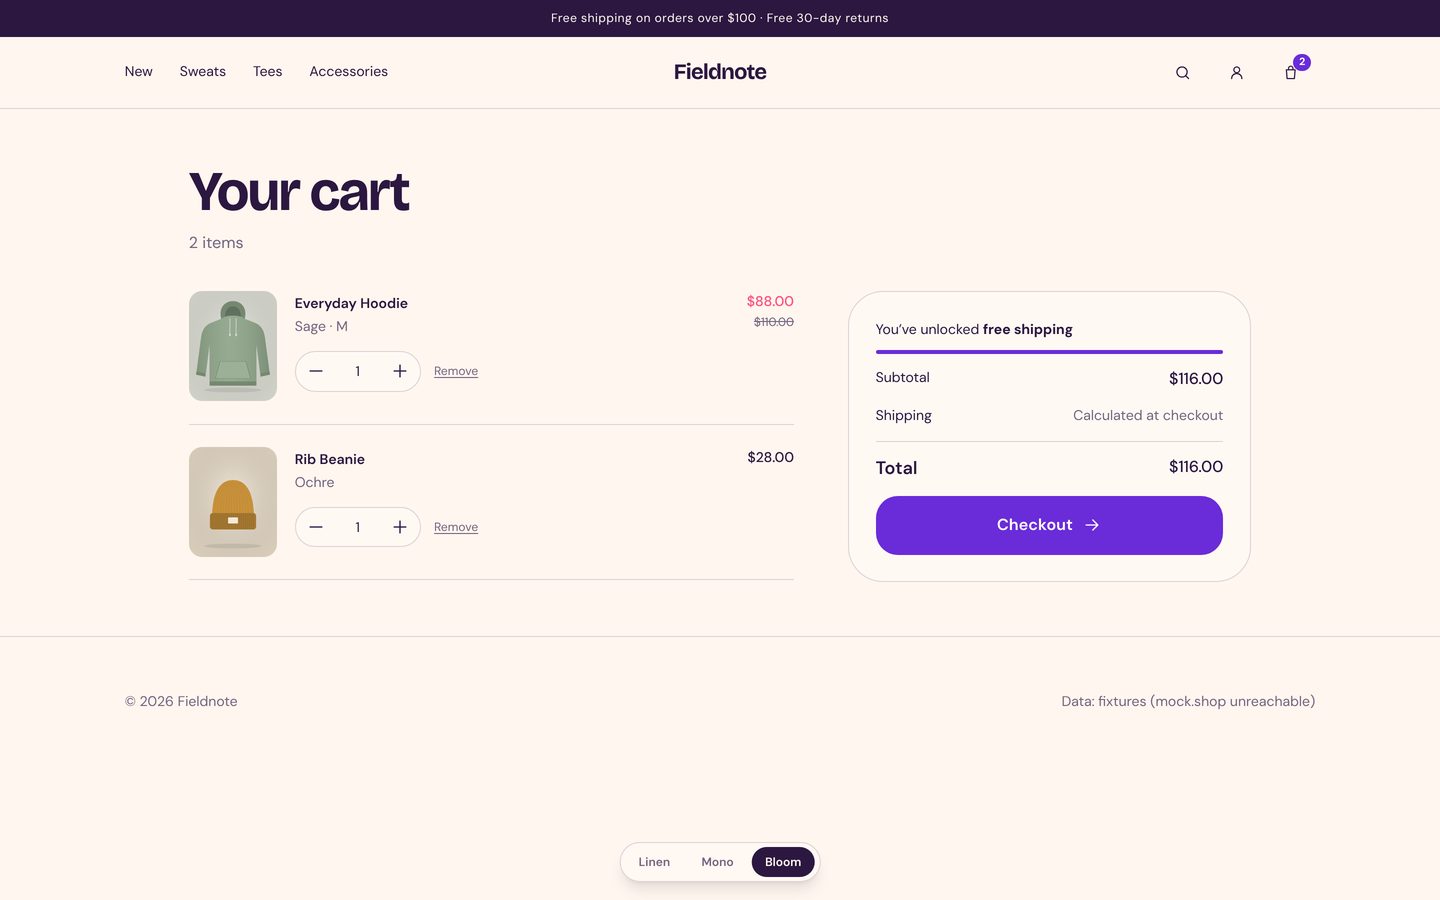 Free shipping on orders over $100 · Free 30-day returns
New Sweats Tees Accessories
Fieldnote
2
Your cart
2 items
Everyday Hoodie
Sage · M
1
Remove
$88.00
$110.00
Rib Beanie
Ochre
1
Remove
$28.00
You’ve unlocked free shipping
Subtotal $116.00
Shipping Calculated at checkout
Total $116.00
Checkout →
© 2026 Fieldnote
Data: fixtures (mock.shop unreachable)
Linen Mono Bloom